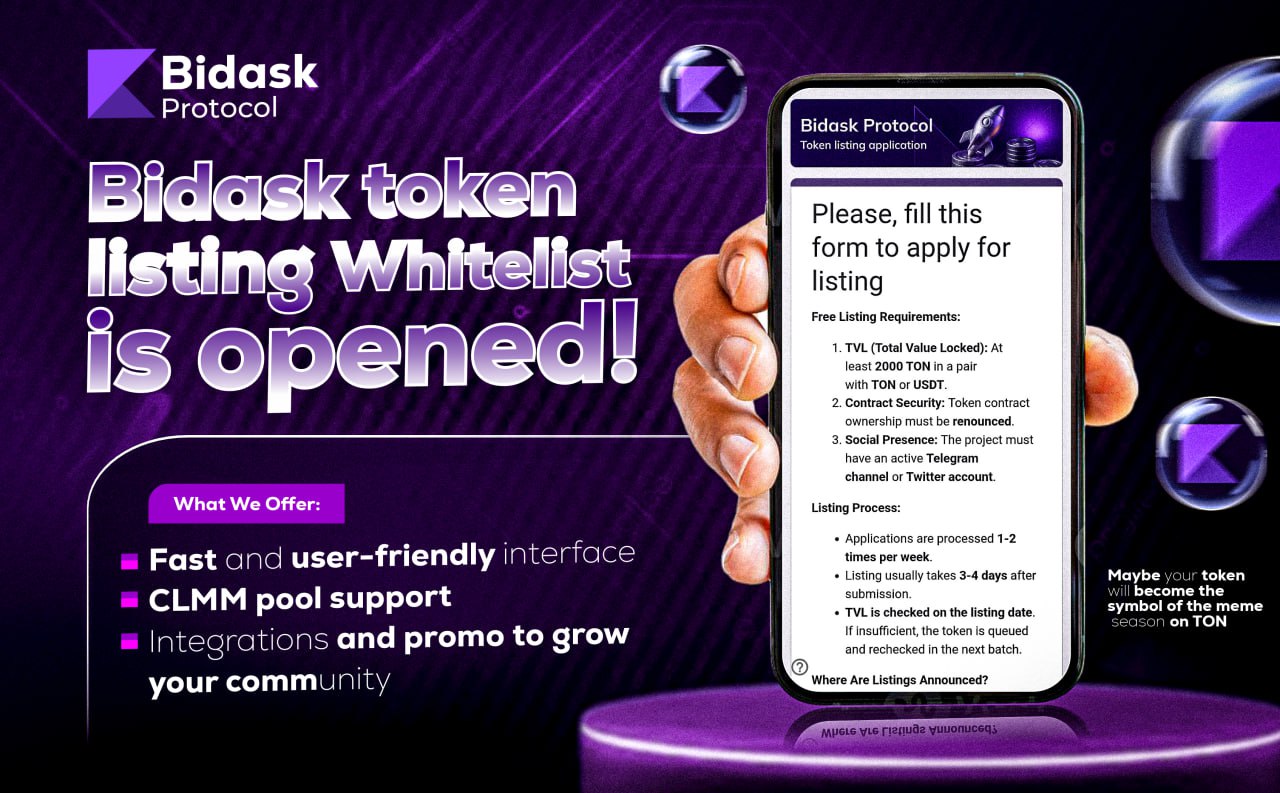 Bidask
Protocol
Bidask token
listing Whitelist
is opened!
What We Offer:
Fast and user-friendly interface
CLMM pool support
Integrations and promo to grow
your community
Bidask Protocol
Token listing application
Please, fill this
form to apply for
listing
Free Listing Requirements:
1. TVL (Total Value Locked): At
least 2000 TON in a pair
with TON or USDT.
2. Contract Security: Token contract
ownership must be renounced.
3. Social Presence: The project must
have an active Telegram
channel or Twitter account.
Listing Process:
• Applications are processed 1-2
times per week.
• Listing usually takes 3-4 days after
submission.
• TVL is checked on the listing date.
If insufficient, the token is queued
and rechecked in the next batch.
Where Are Listings Announced?
Where Are Listings Announced?
Maybe your token
will become the
symbol of the meme
season on TON